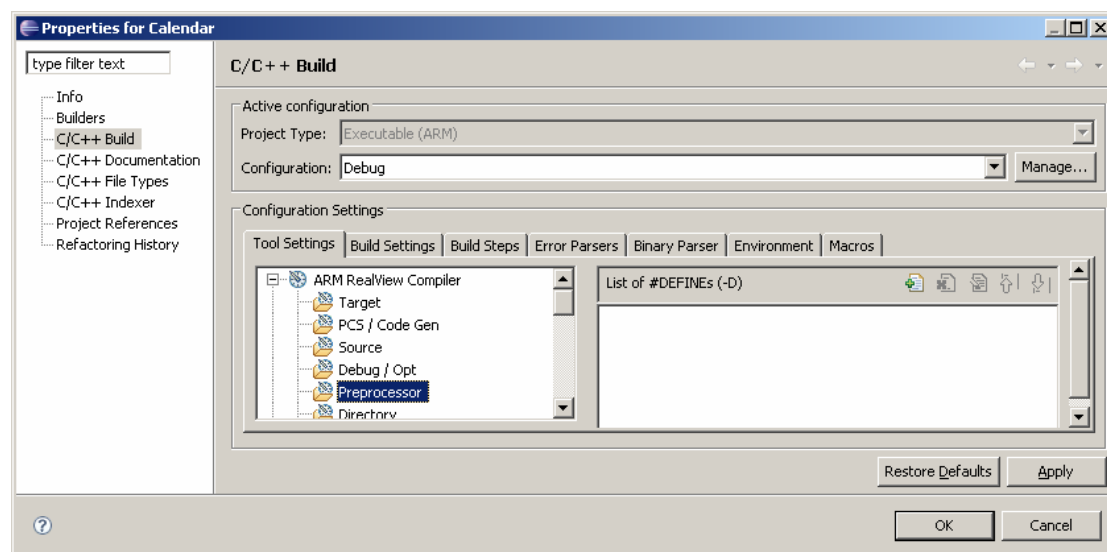 Properties for Calendar
type filter text
Info
Builders
C/C++ Build
C/C++ Documentation
C/C++ File Types
C/C++ Indexer
Project References
Refactoring History
C/C++ Build
Active configuration
Project Type: Executable (ARM)
Configuration: Debug Manage...
Configuration Settings
Tool Settings Build Settings Build Steps Error Parsers Binary Parser Environment Macros
ARM RealView Compiler
Target
PCS / Code Gen
Source
Debug / Opt
Preprocessor
Directory
List of #DEFINEs (-D)
Restore Defaults Apply
OK Cancel